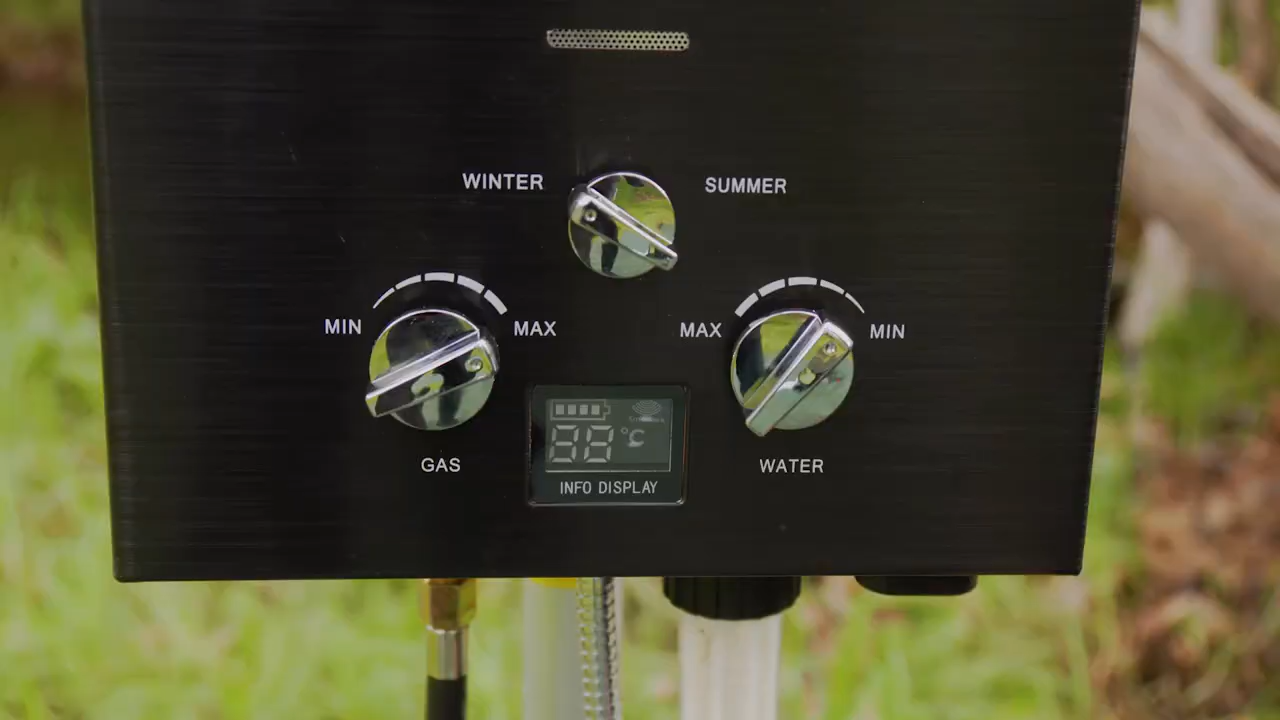 WINTER SUMMER
MIN MAX MAX MIN
88 °C
GAS WATER
INFO DISPLAY